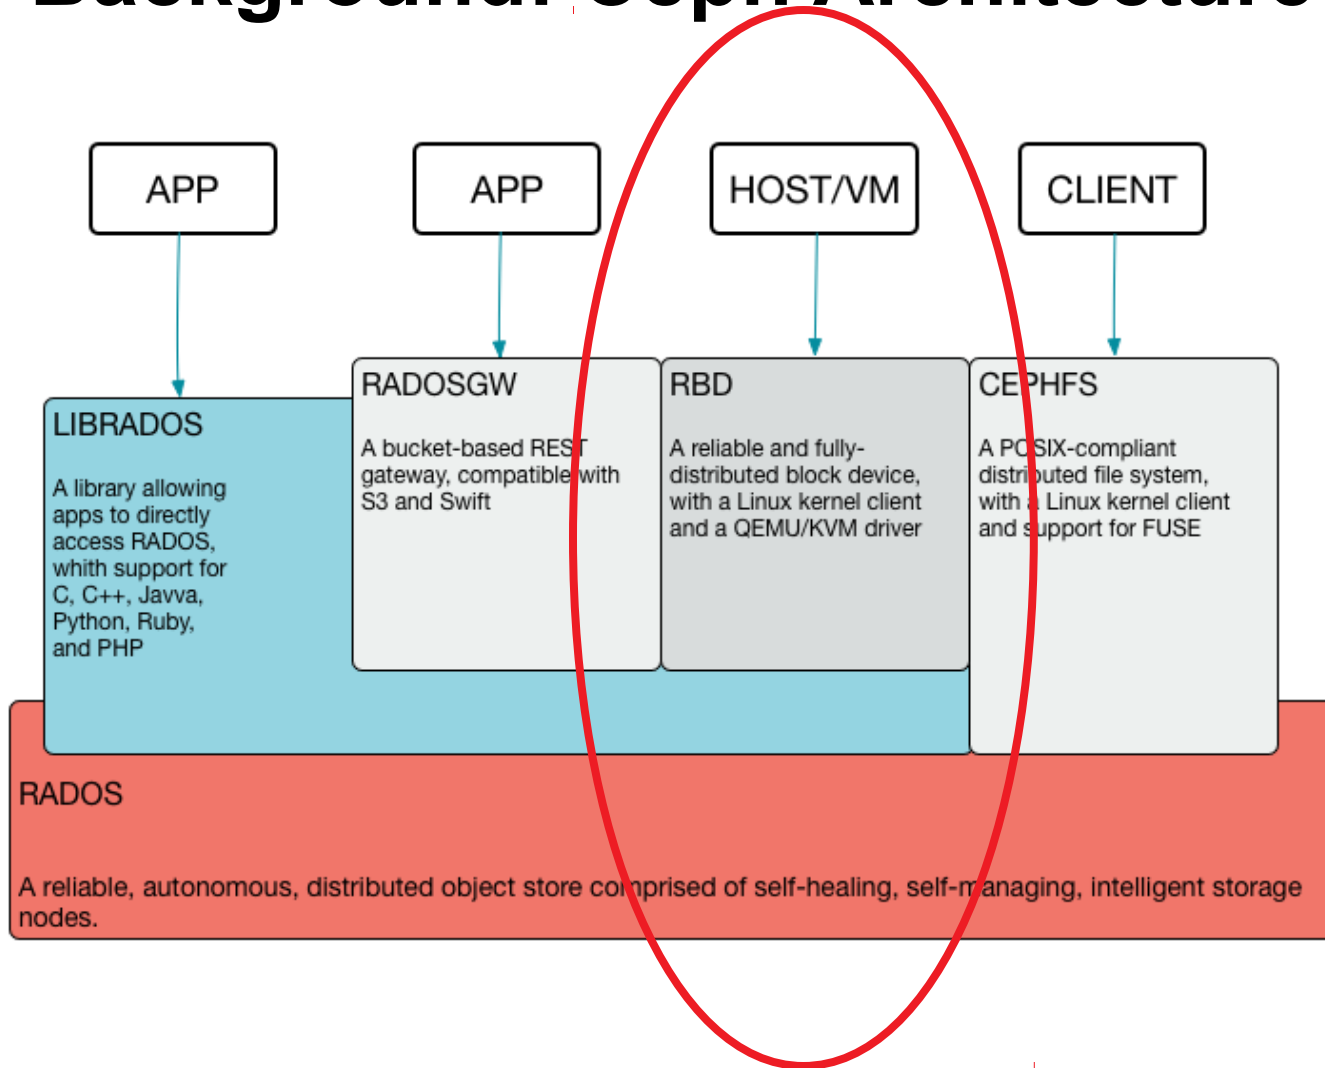 Background: Ceph Architecture
APP
APP
HOST/VM
CLIENT
LIBRADOS
A library allowing
apps to directly
access RADOS,
whith support for
C, C++, Javva,
Python, Ruby,
and PHP
RADOSGW
A bucket-based REST
gateway, compatible with
S3 and Swift
RBD
A reliable and fully-
distributed block device,
with a Linux kernel client
and a QEMU/KVM driver
CEPHFS
A POSIX-compliant
distributed file system,
with a Linux kernel client
and support for FUSE
RADOS
A reliable, autonomous, distributed object store comprised of self-healing, self-managing, intelligent storage
nodes.